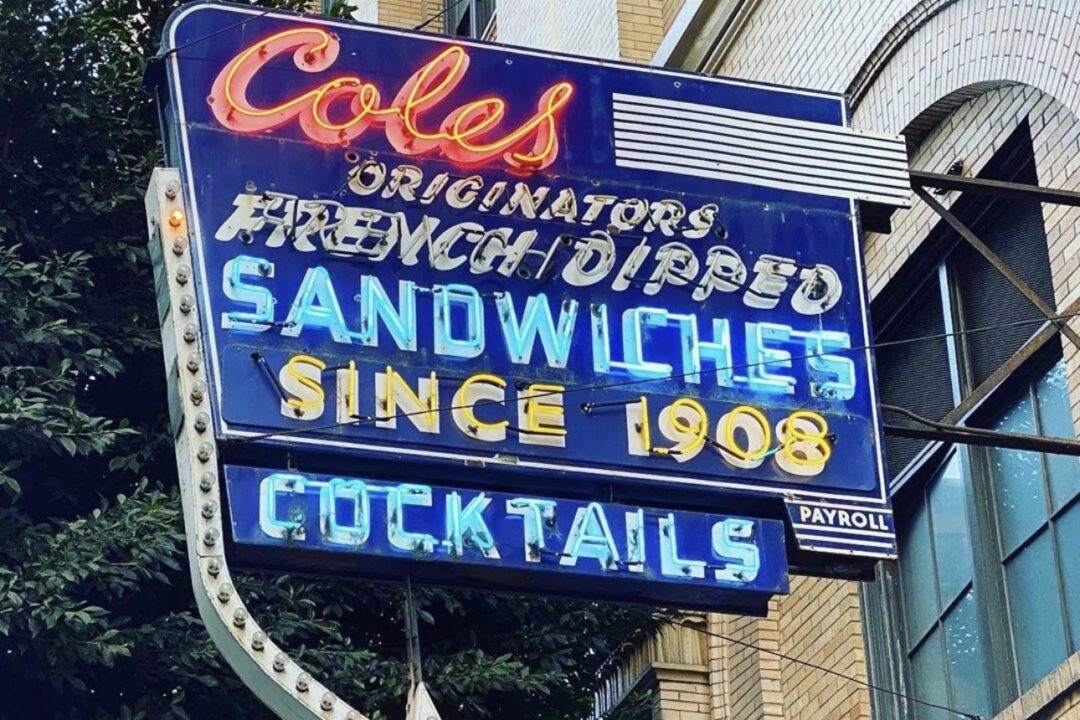 Coles
ORIGINATORS
FRENCH DIPPED
SANDWICHES
SINCE 1908
COCKTAILS
PAYROLL